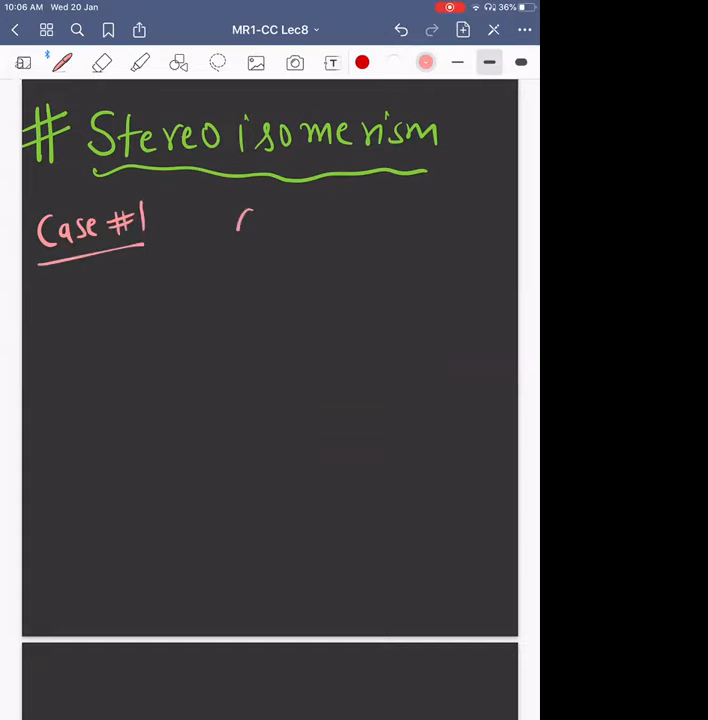 10:06 AM Wed 20 Jan 36%
MR1-CC Lec8
T
# Stereo isomerism
Case #1 (